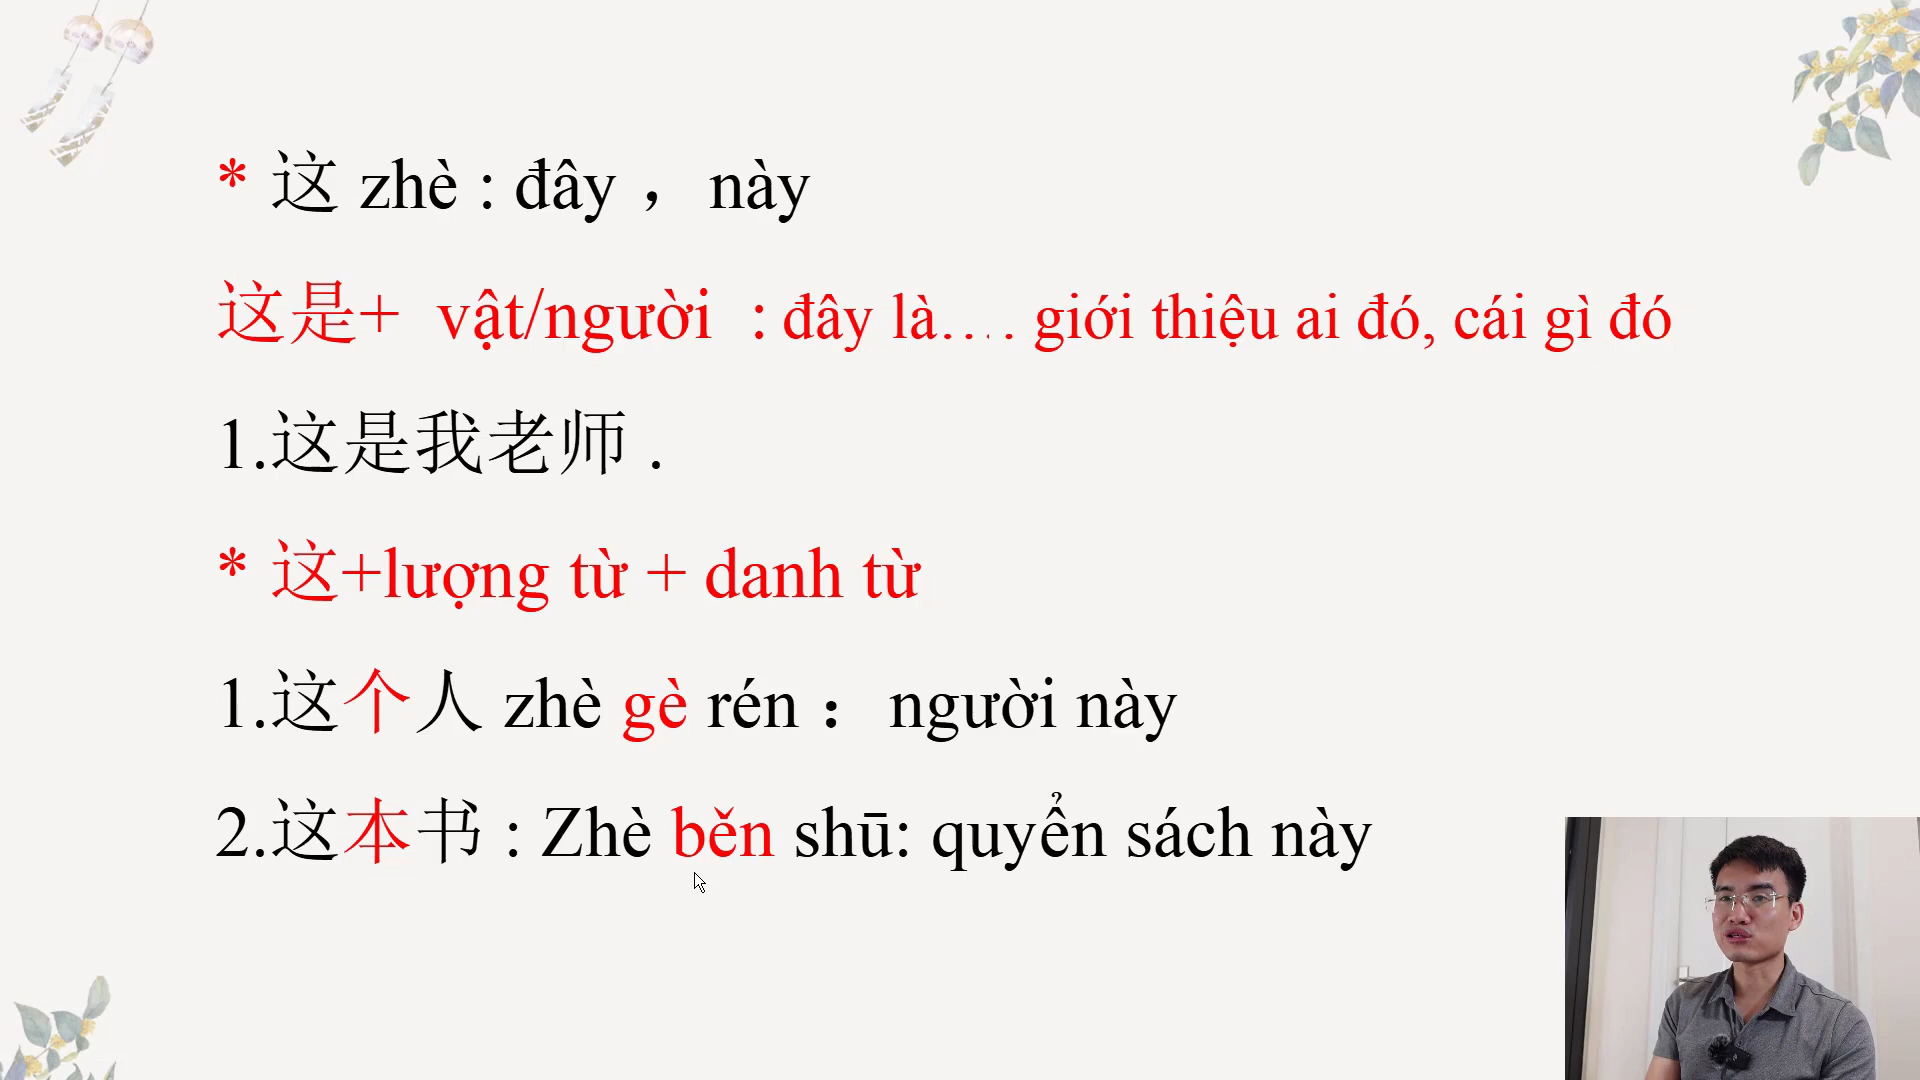 * 这 zhè : đây ， này
这是+ vật/người : đây là…. giới thiệu ai đó, cái gì đó
1.这是我老师 .
* 这+lượng từ + danh từ
1.这个人 zhè gè rén ： người này
2.这本书 : Zhè běn shū: quyển sách này